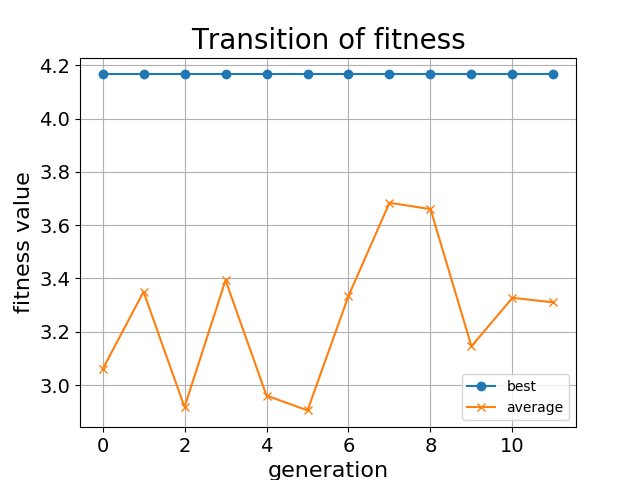 Transition of fitness
fitness value
4.2
4.0
3.8
3.6
3.4
3.2
3.0
0 2 4 6 8 10
generation
best
average